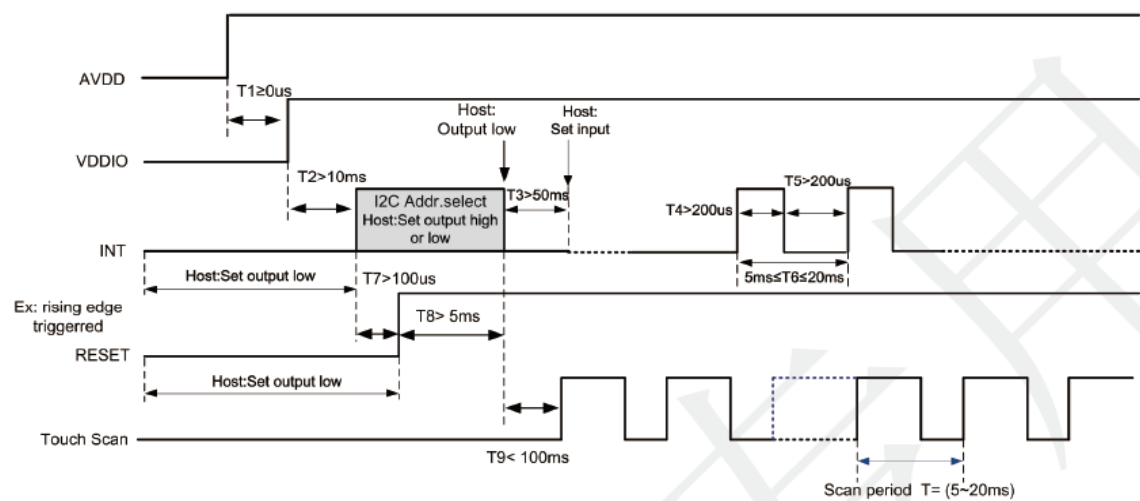 AVDD
T1≥0us
Host:
Output low
Host:
Set input
VDDIO
T2>10ms
I2C Addr.select
Host:Set output high
or low
T3>50ms
T4>200us
T5>200us
INT
Host:Set output low
T7>100us
5ms≤T6≤20ms
Ex: rising edge
triggerred
T8> 5ms
RESET
Host:Set output low
Touch Scan
T9< 100ms
Scan period T= (5~20ms)